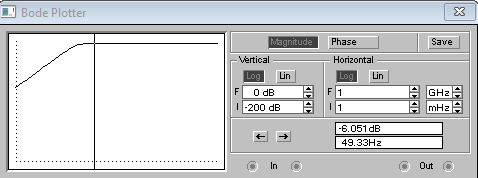 Bode Plotter
Magnitude Phase Save
Vertical Horizontal
Log Lin Log Lin
F 0 dB F 1 GHz
I -200 dB I 1 mHz
← → -6.051dB
49.33Hz
In Out